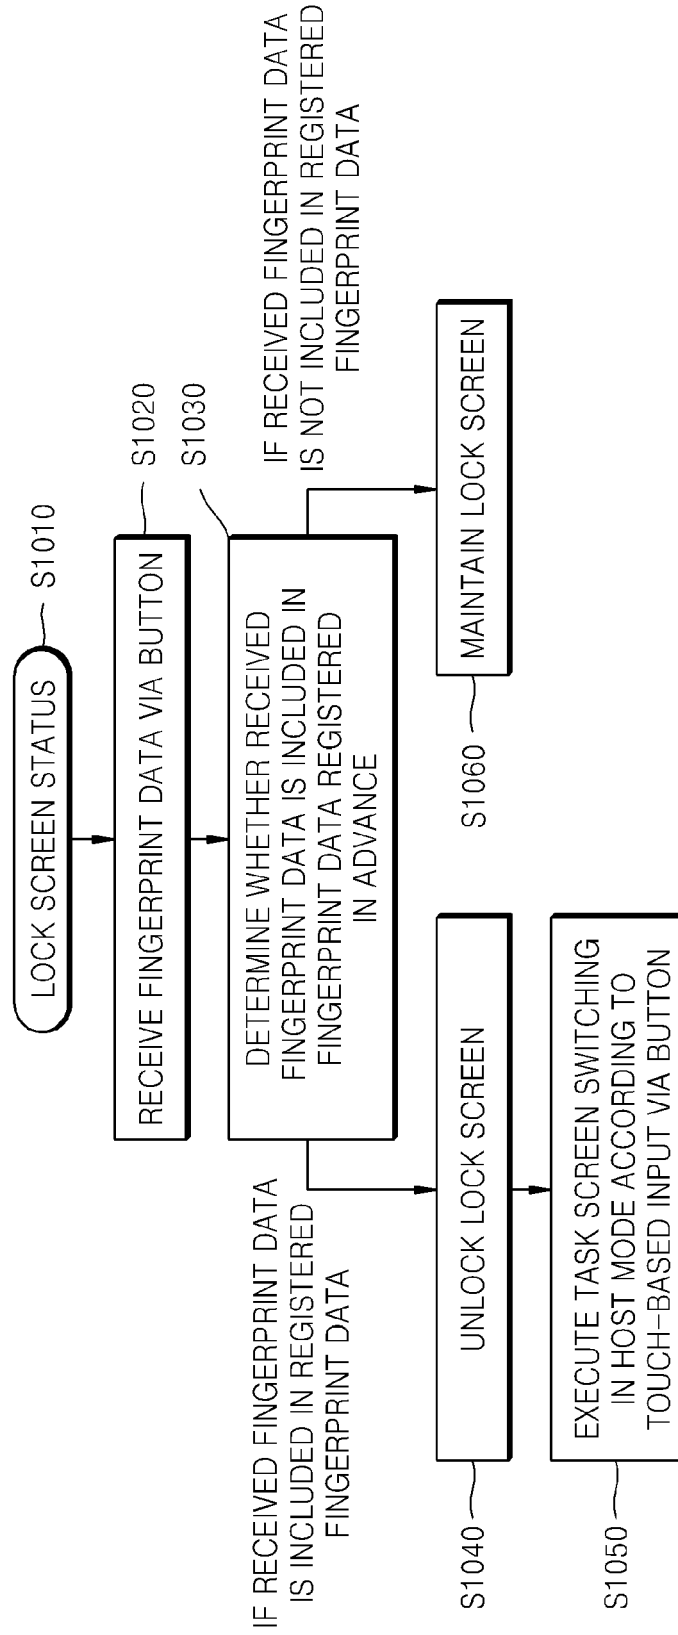 LOCK SCREEN STATUS
S1010
RECEIVE FINGERPRINT DATA VIA BUTTON
S1020
DETERMINE WHETHER RECEIVED
FINGERPRINT DATA IS INCLUDED IN
FINGERPRINT DATA REGISTERED
IN ADVANCE
S1030
IF RECEIVED FINGERPRINT DATA
IS INCLUDED IN REGISTERED
FINGERPRINT DATA
IF RECEIVED FINGERPRINT DATA
IS NOT INCLUDED IN REGISTERED
FINGERPRINT DATA
S1040
UNLOCK LOCK SCREEN
S1060
MAINTAIN LOCK SCREEN
S1050
EXECUTE TASK SCREEN SWITCHING
IN HOST MODE ACCORDING TO
TOUCH-BASED INPUT VIA BUTTON